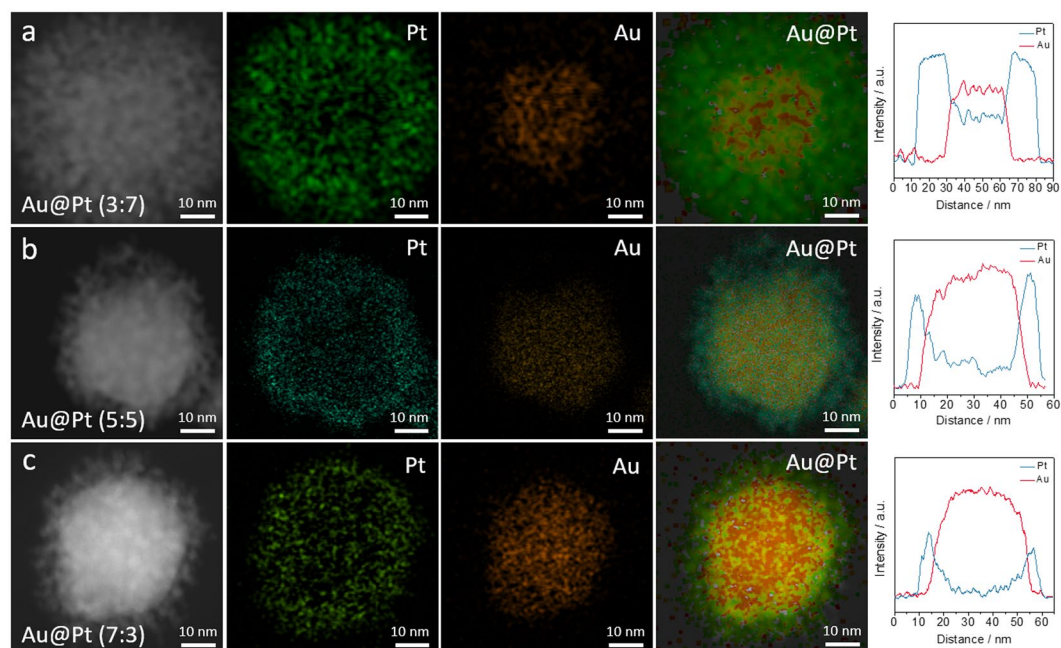 a
Au@Pt (3:7)
10 nm
Pt
10 nm
Au
10 nm
Au@Pt
10 nm
Pt
Au
Intensity / a.u.
0 10 20 30 40 50 60 70 80 90
Distance / nm
b
Au@Pt (5:5)
10 nm
Pt
10 nm
Au
10 nm
Au@Pt
10 nm
Pt
Au
Intensity / a.u.
0 10 20 30 40 50 60
Distance / nm
c
Au@Pt (7:3)
10 nm
Pt
10 nm
Au
10 nm
Au@Pt
10 nm
Pt
Au
Intensity / a.u.
0 10 20 30 40 50 60
Distance / nm